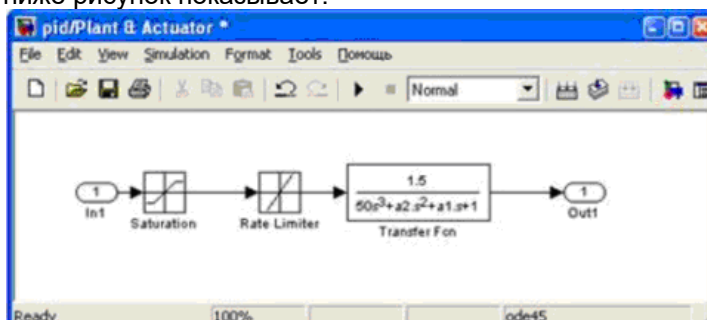 ниже рисунок показывает:
pid/Plant & Actuator *
File Edit View Simulation Format Tools Помощь
Normal
1
In1
Saturation
Rate Limiter
1.5
50s³+a2.s²+a1.s+1
Transfer Fcn
1
Out1
Ready 100% ode45